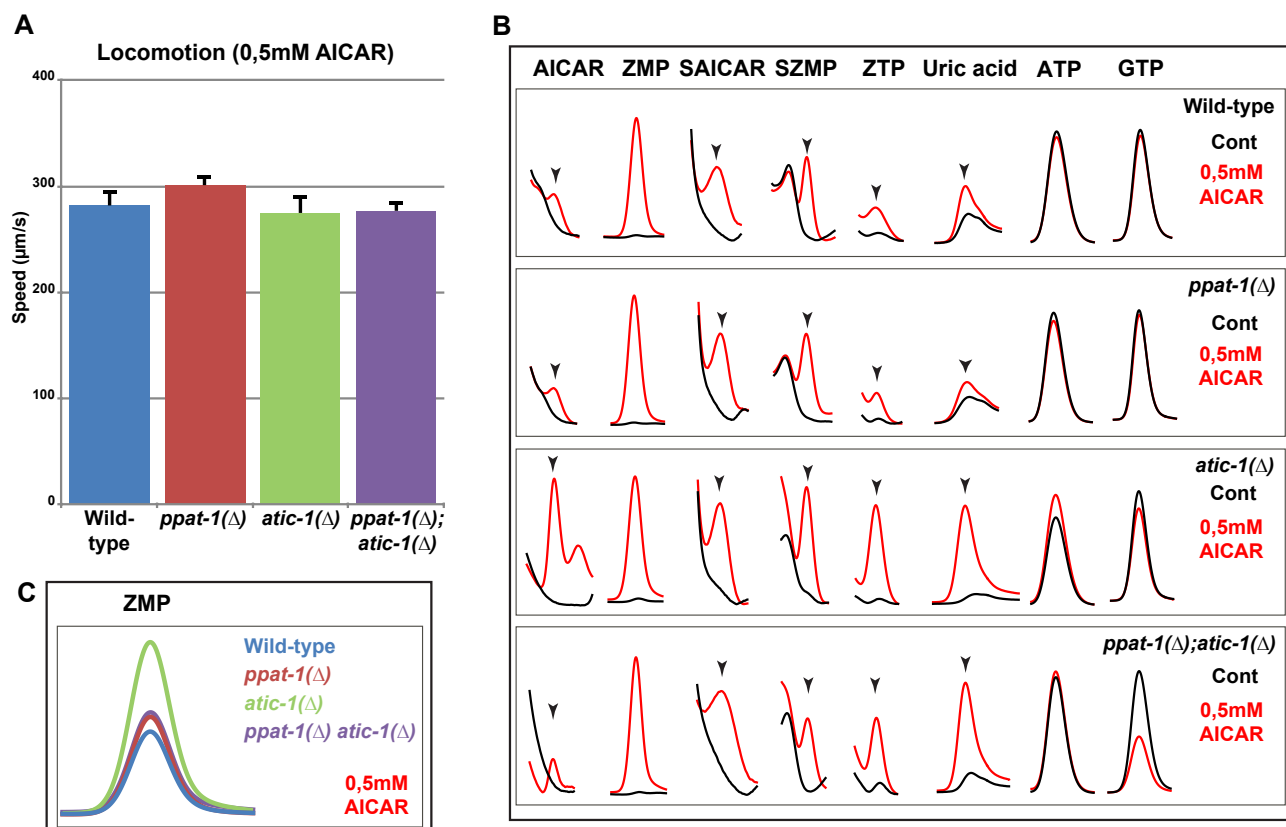 A
Locomotion (0,5mM AICAR)
400
300
200
100
0
Speed (µm/s)
Wild-
type
ppat-1(Δ)
atic-1(Δ)
ppat-1(Δ);
atic-1(Δ)
B
AICAR ZMP SAICAR SZMP ZTP Uric acid ATP GTP
Wild-type
Cont
0,5mM
AICAR
ppat-1(Δ)
Cont
0,5mM
AICAR
atic-1(Δ)
Cont
0,5mM
AICAR
ppat-1(Δ);atic-1(Δ)
Cont
0,5mM
AICAR
C
ZMP
Wild-type
ppat-1(Δ)
atic-1(Δ)
ppat-1(Δ) atic-1(Δ)
0,5mM
AICAR